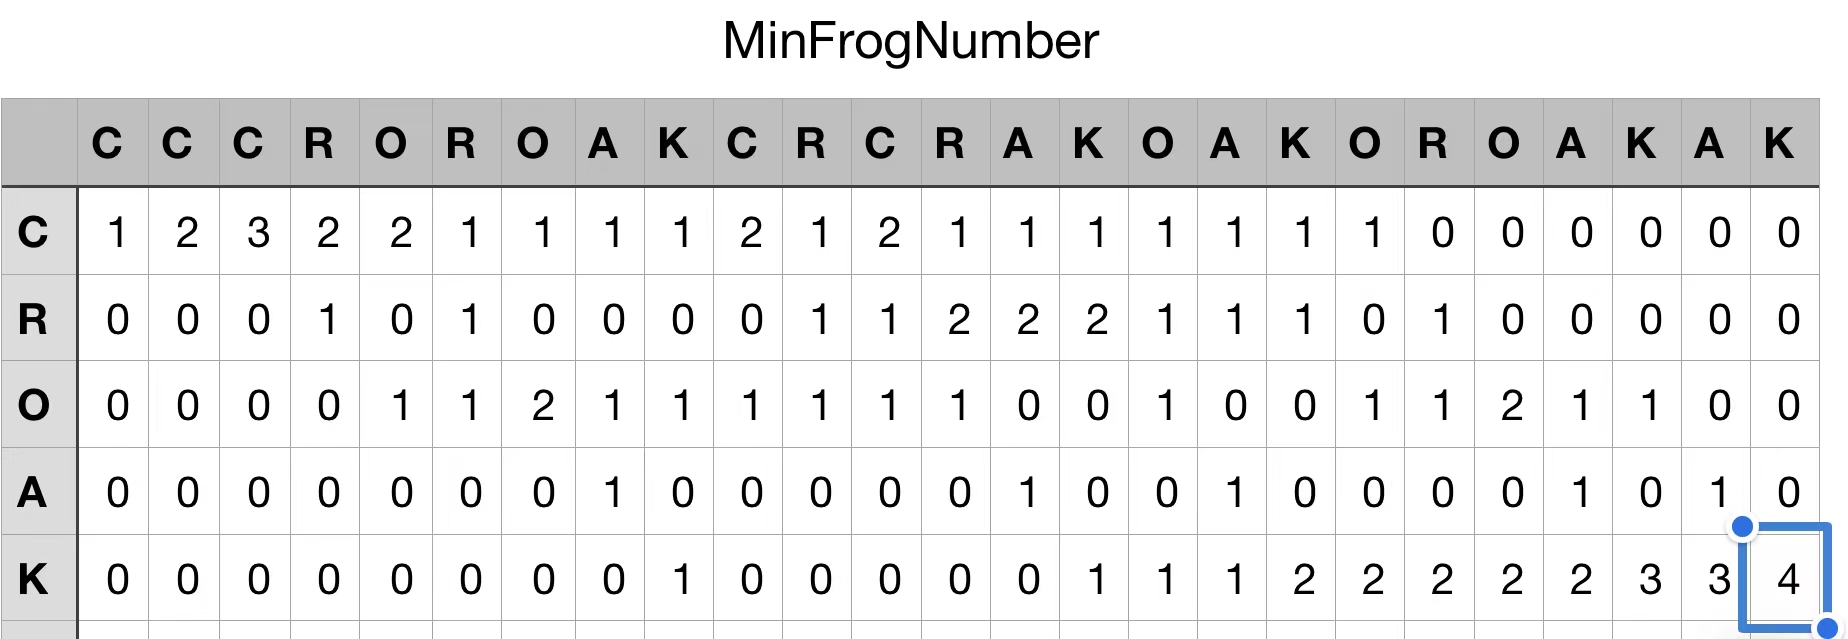 MinFrogNumber
C C C R O R O A K C R C R A K O A K O R O A K A K
C 1 2 3 2 2 1 1 1 1 2 1 2 1 1 1 1 1 1 1 0 0 0 0 0 0
R 0 0 0 1 0 1 0 0 0 0 1 1 2 2 2 1 1 1 0 1 0 0 0 0 0
O 0 0 0 0 1 1 2 1 1 1 1 1 1 0 0 1 0 0 1 1 2 1 1 0 0
A 0 0 0 0 0 0 0 1 0 0 0 0 0 1 0 0 1 0 0 0 0 1 0 1 0
K 0 0 0 0 0 0 0 0 1 0 0 0 0 0 1 1 1 2 2 2 2 2 3 3 4